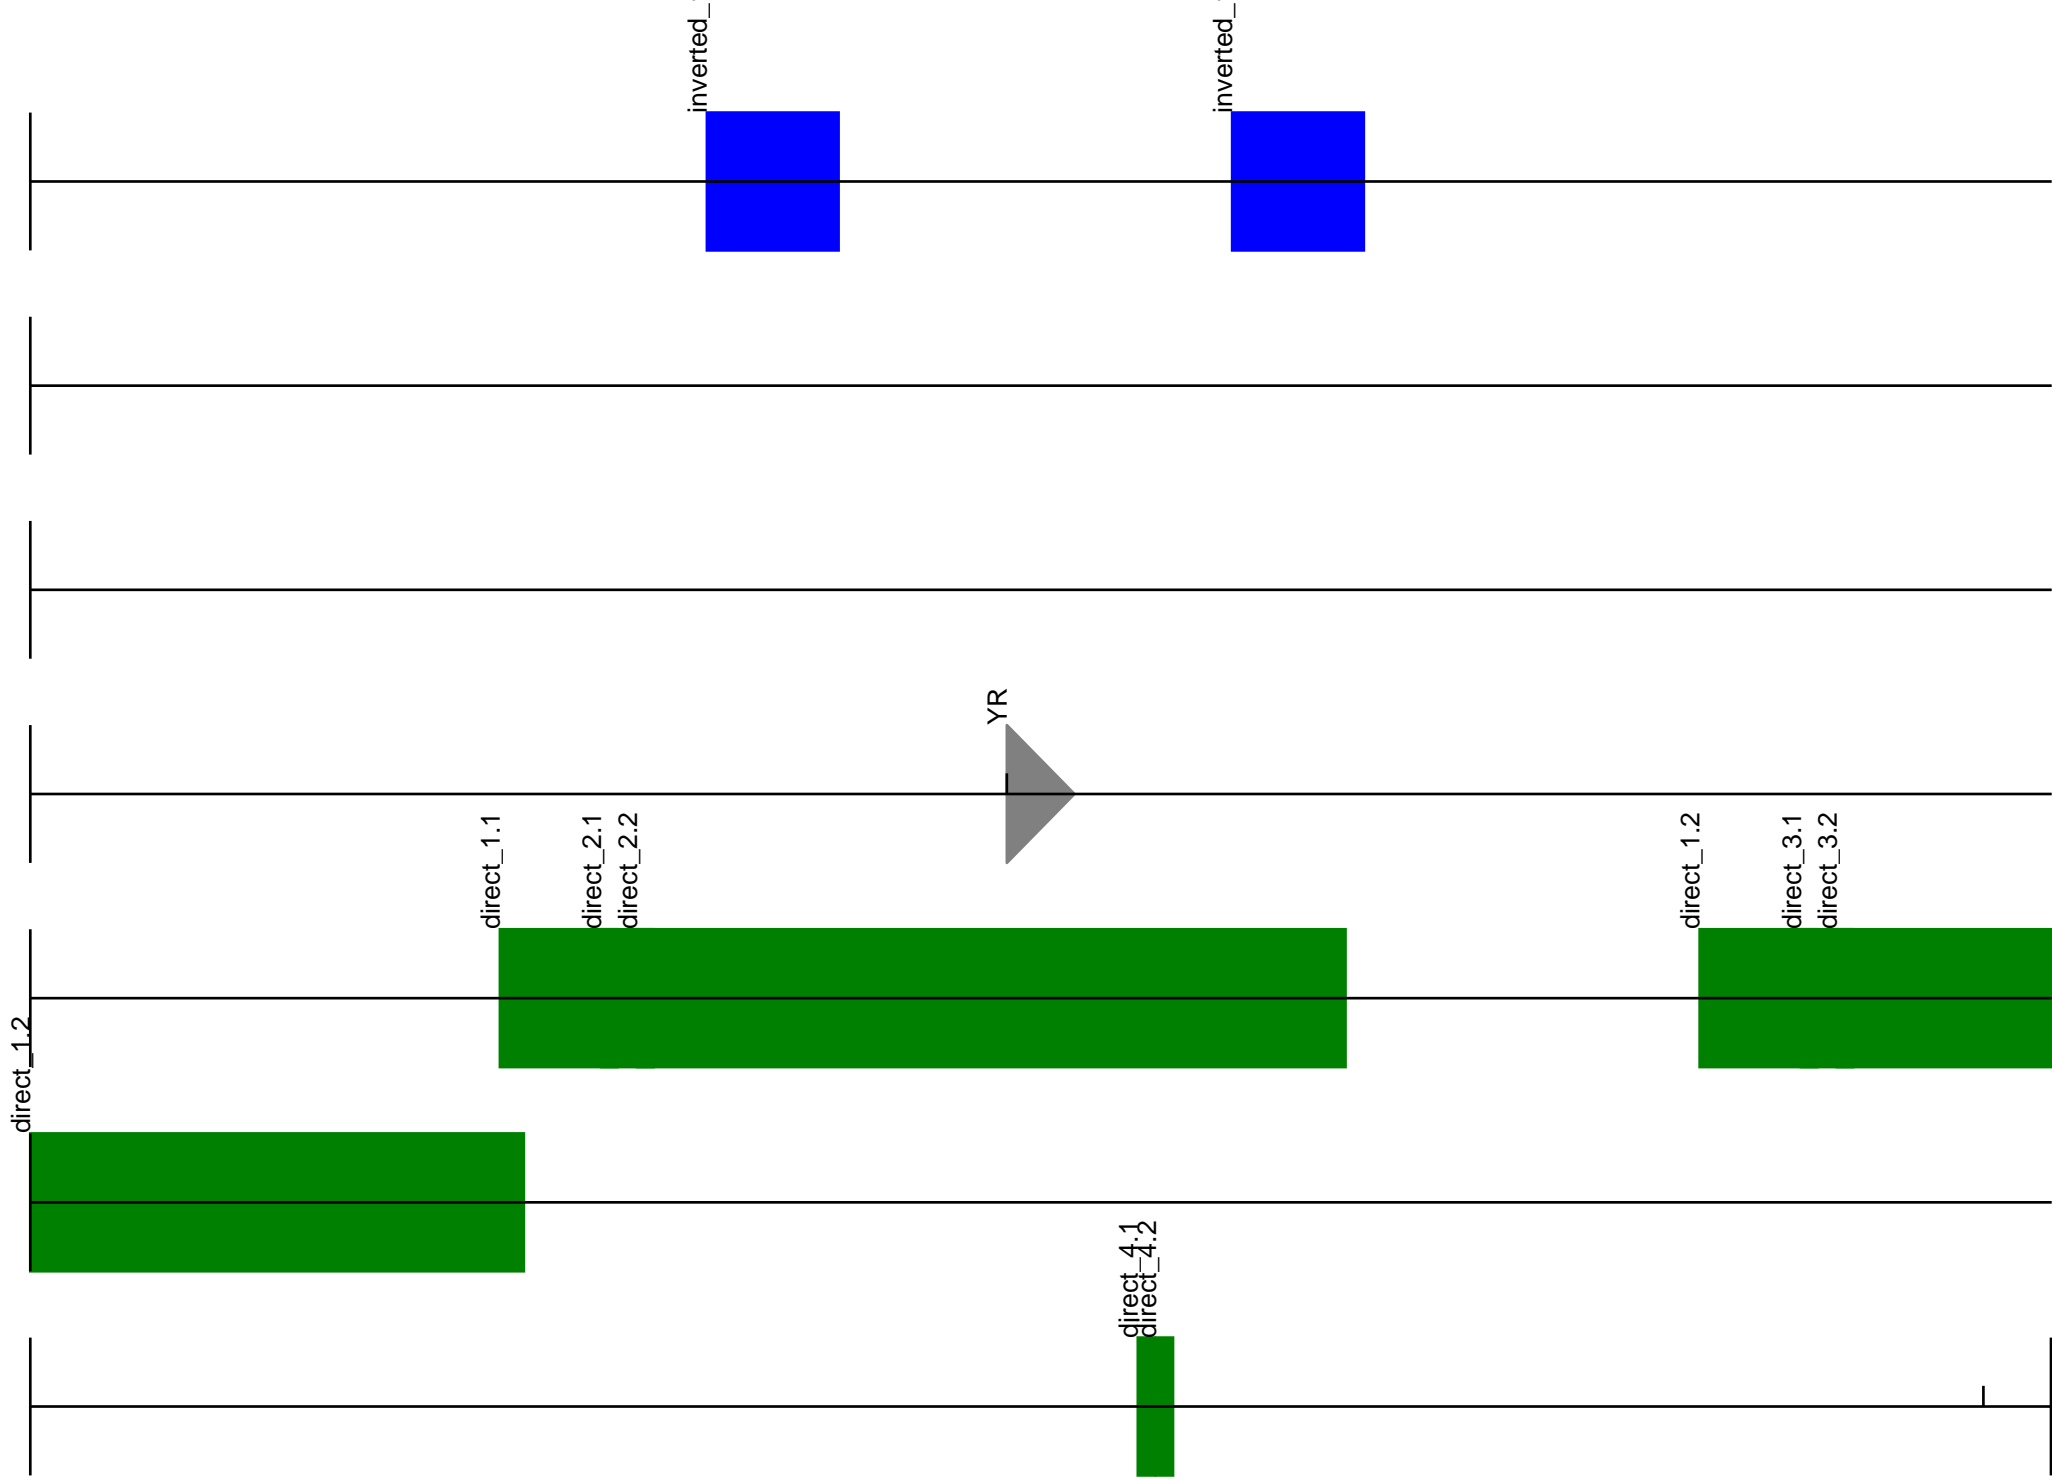 inverted_
inverted_
YR
direct_1.1
direct_2.1
direct_2.2
direct_1.2
direct_3.1
direct_3.2
direct_1.2
direct_4.1
direct_4.2